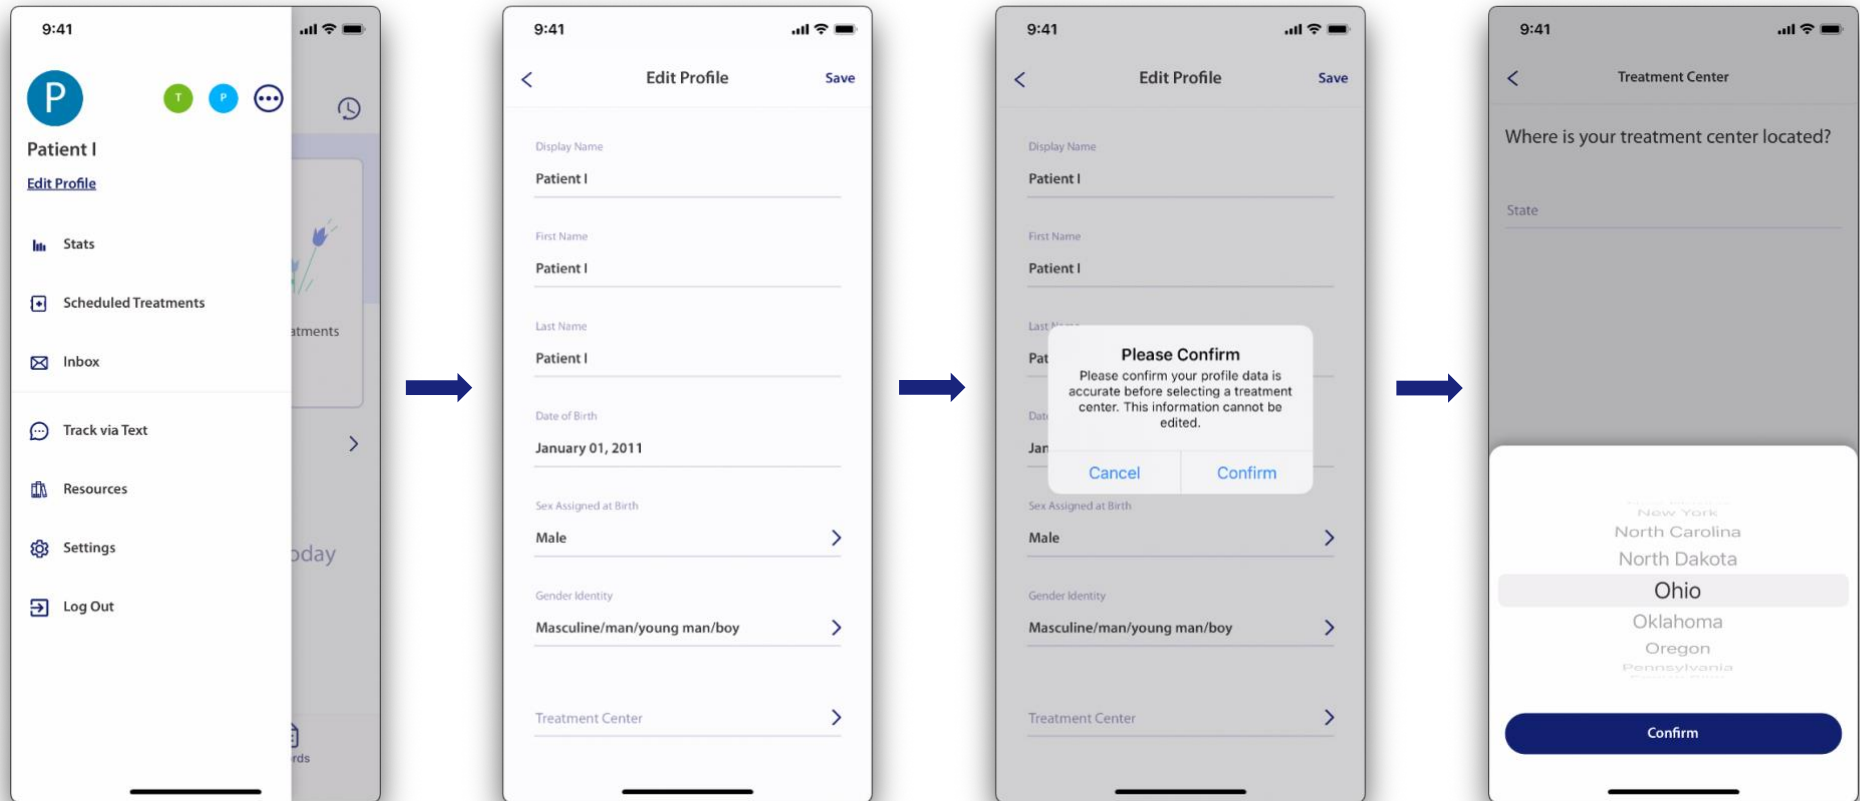 9:41
P
T
P
Patient I
Edit Profile
Stats
Scheduled Treatments
atments
Inbox
Track via Text
Resources
Settings
oday
Log Out
rds
9:41
Edit Profile
Save
Display Name
Patient I
First Name
Patient I
Last Name
Patient I
Date of Birth
January 01, 2011
Sex Assigned at Birth
Male
Gender Identity
Masculine/man/young man/boy
Treatment Center
9:41
Edit Profile
Save
Display Name
Patient I
First Name
Patient I
Last Name
Pat
Please Confirm
Please confirm your profile data is
accurate before selecting a treatment
center. This information cannot be
edited.
Date
Jan
Cancel
Confirm
Sex Assigned at Birth
Male
Gender Identity
Masculine/man/young man/boy
Treatment Center
9:41
Treatment Center
Where is your treatment center located?
State
New York
North Carolina
North Dakota
Ohio
Oklahoma
Oregon
Pennsylvania
Confirm